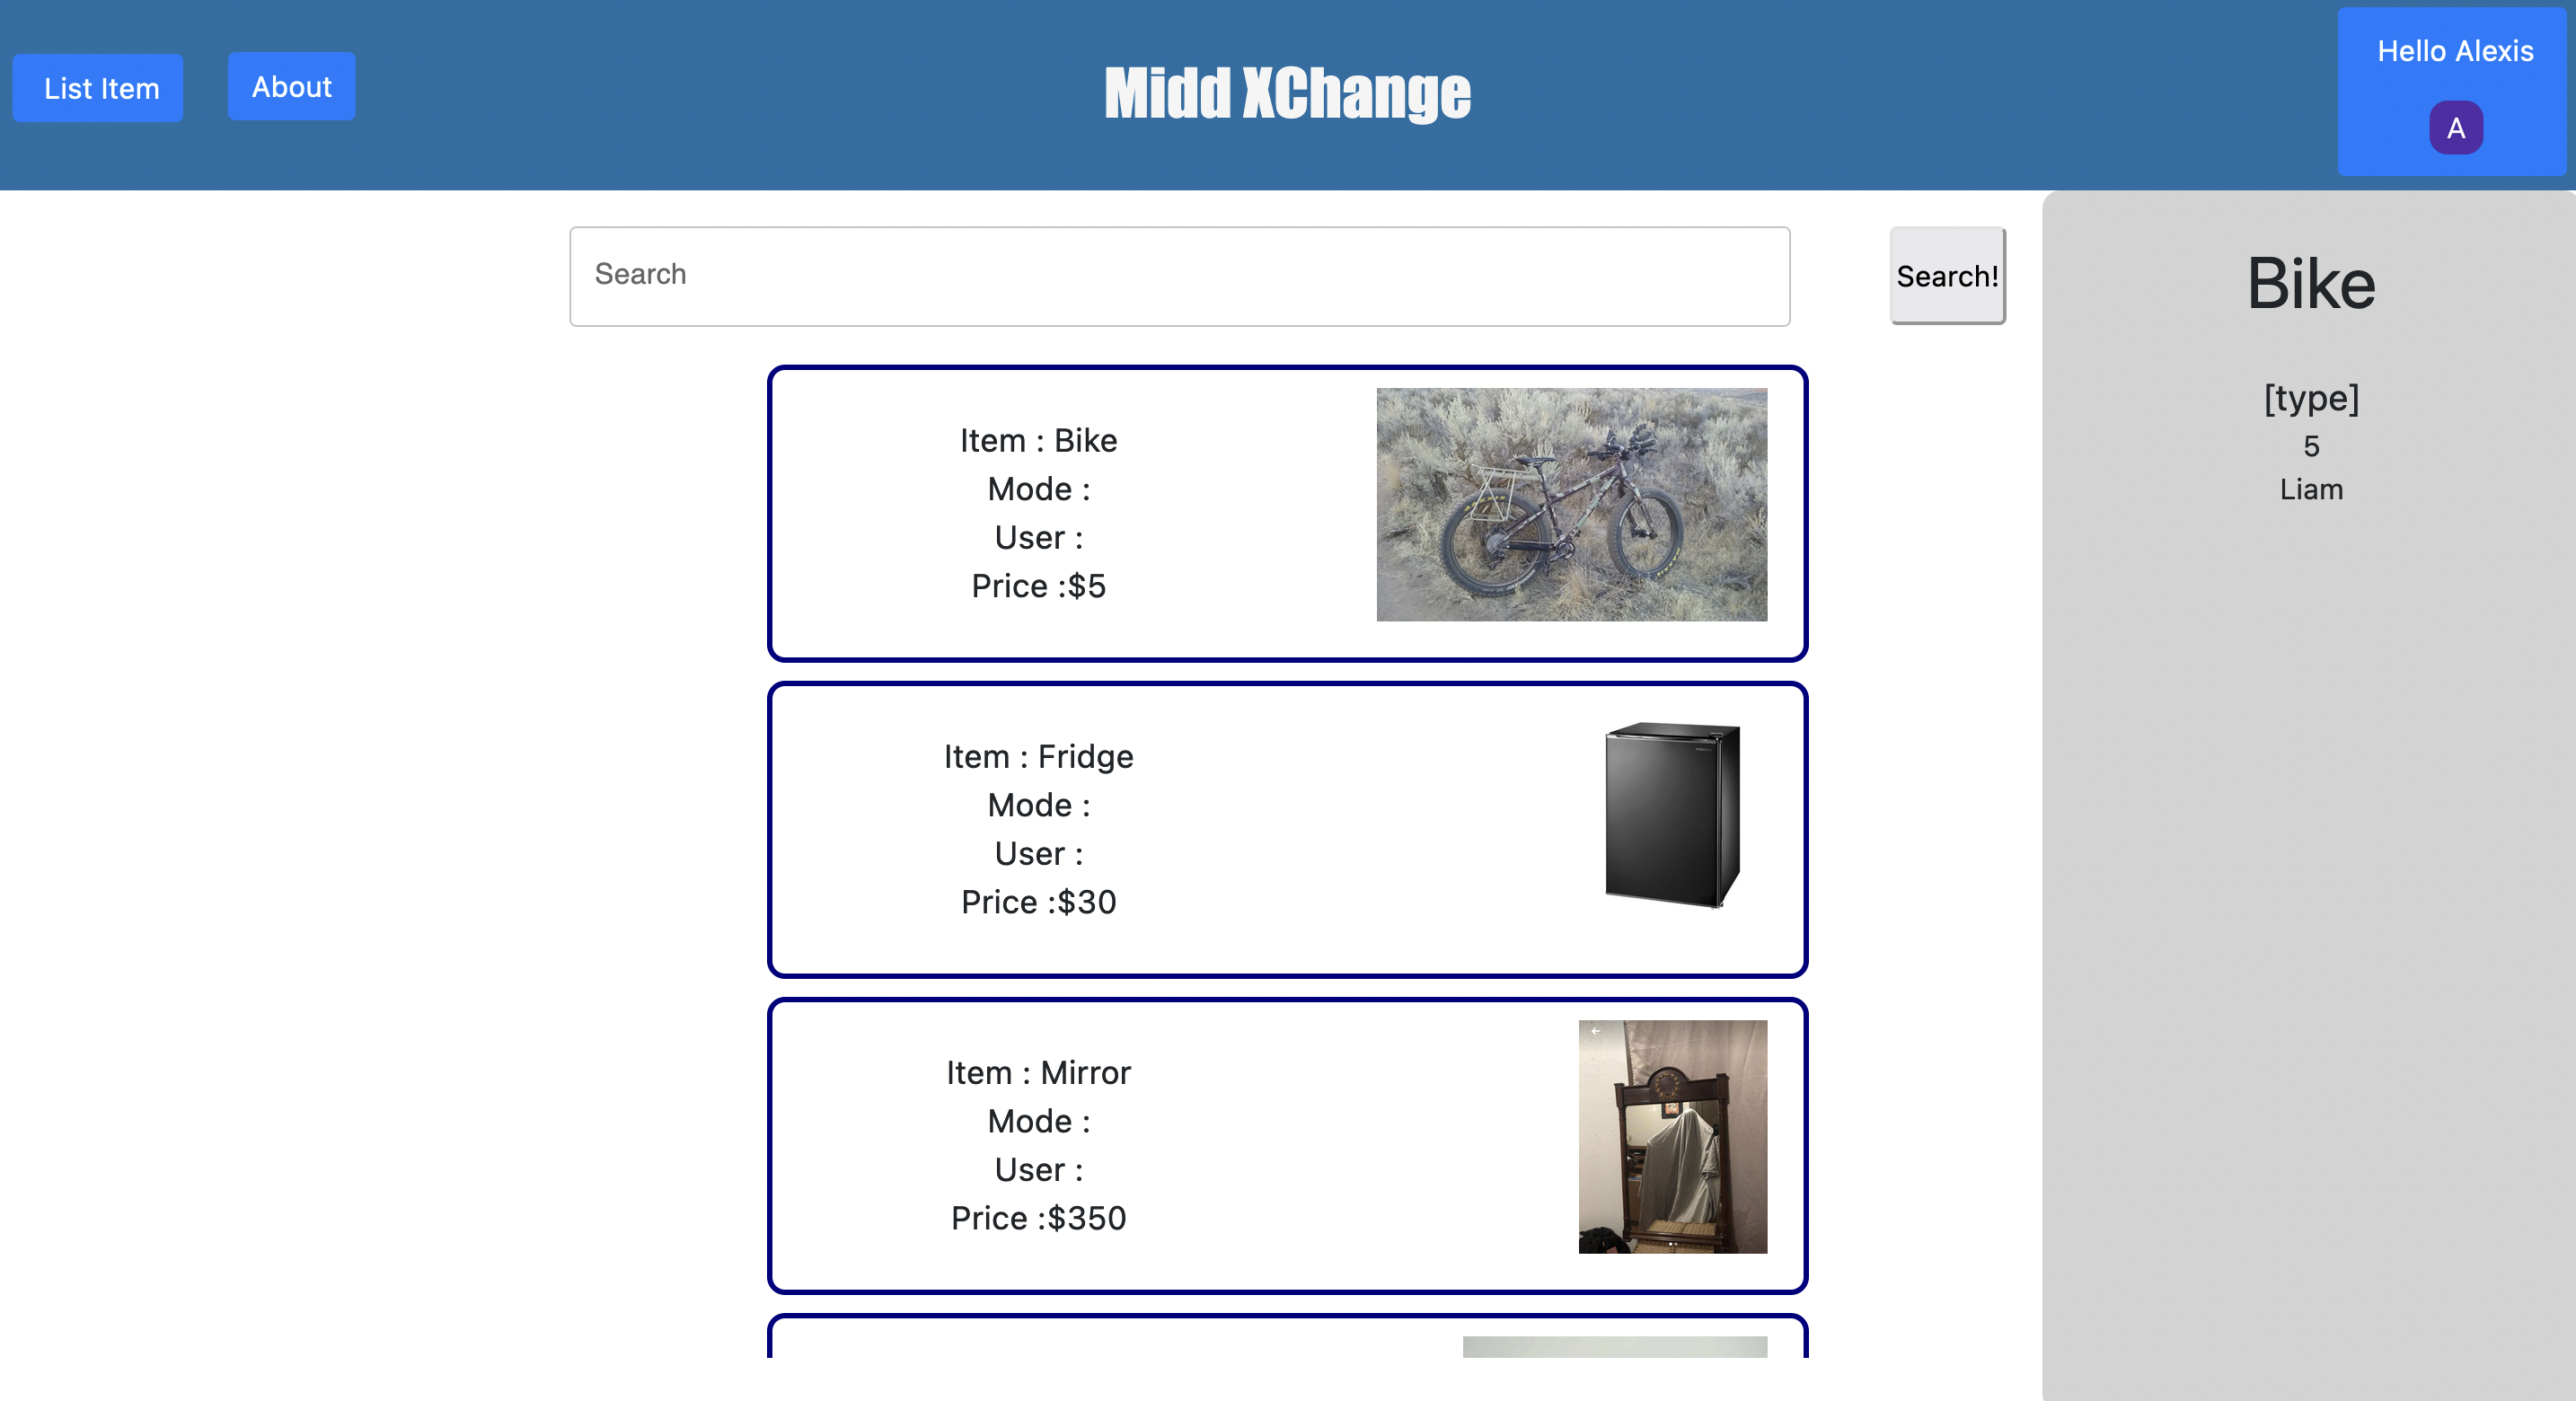 List Item
About
Midd XChange
Hello Alexis
A
Search
Search!
Item : Bike
Mode :
User :
Price :$5
Item : Fridge
Mode :
User :
Price :$30
Item : Mirror
Mode :
User :
Price :$350
Bike
[type]
5
Liam